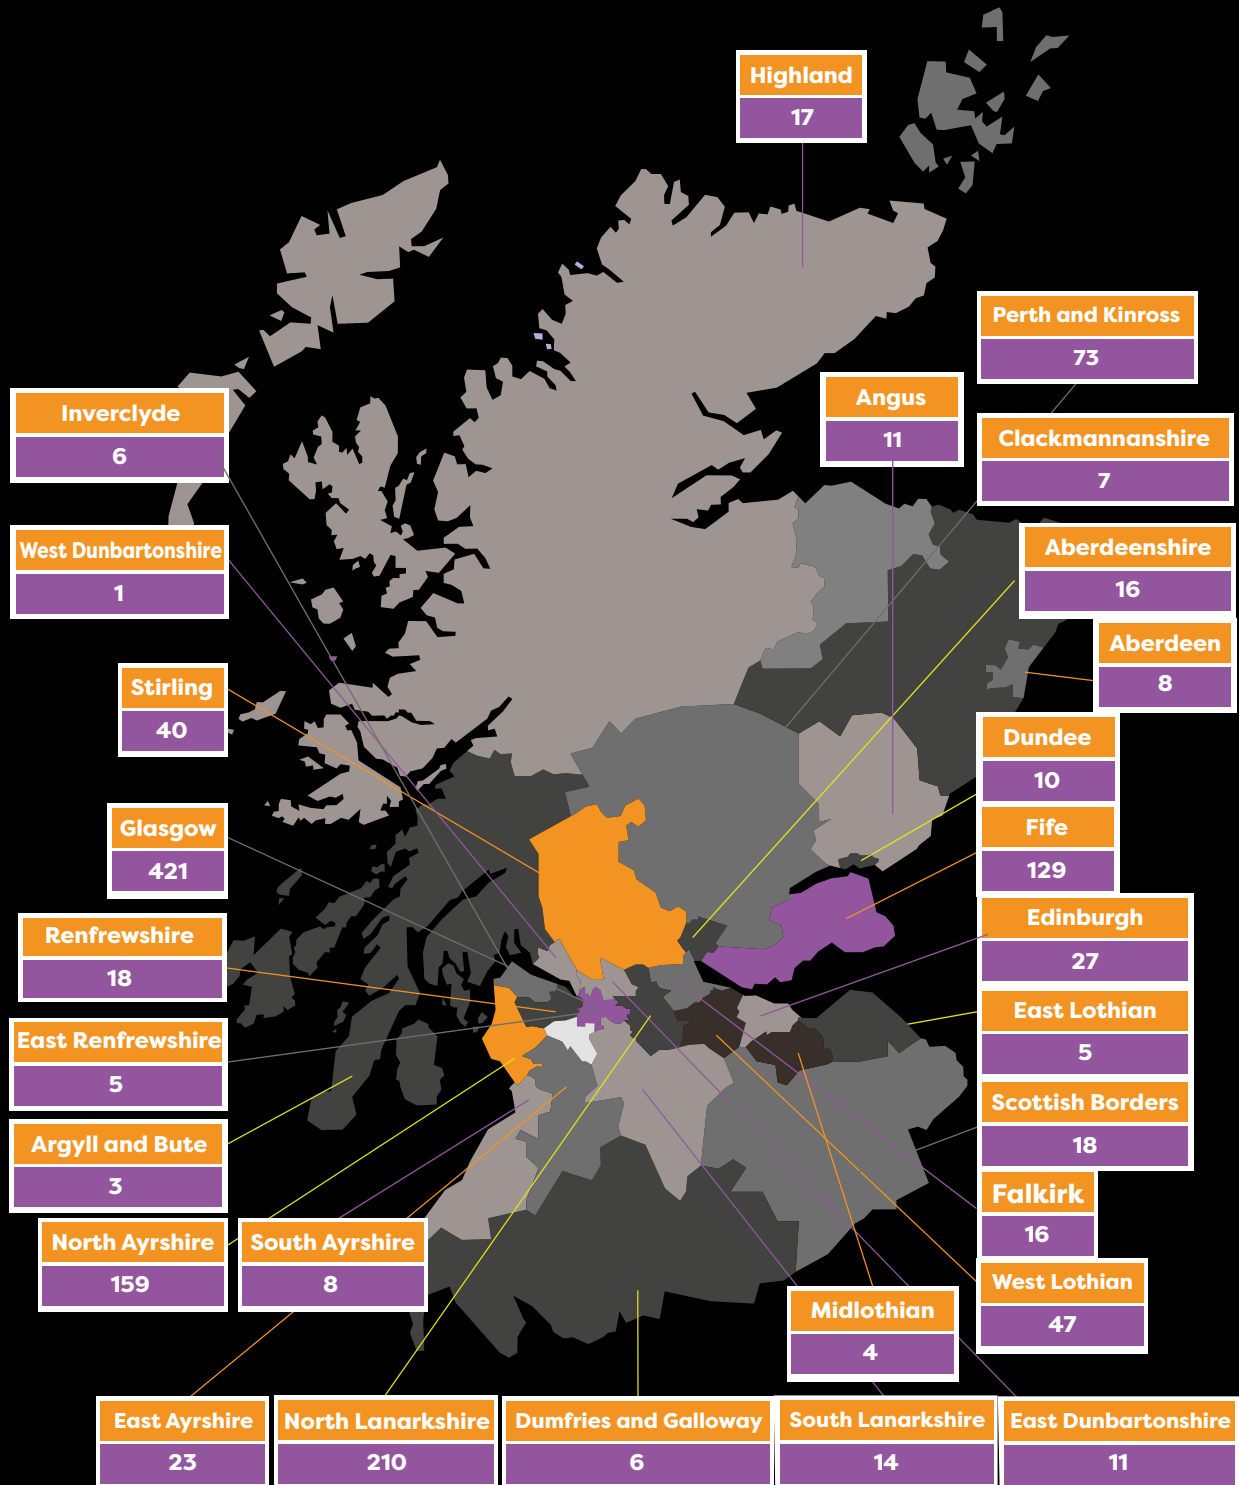 Highland
17
Perth and Kinross
73
Angus
11
Inverclyde
6
Clackmannanshire
7
West Dunbartonshire
1
Aberdeenshire
16
Aberdeen
8
Stirling
40
Dundee
10
Glasgow
421
Fife
129
Renfrewshire
18
Edinburgh
27
East Renfrewshire
5
East Lothian
5
Argyll and Bute
3
Scottish Borders
18
Falkirk
16
North Ayrshire
159
South Ayrshire
8
West Lothian
47
Midlothian
4
East Ayrshire
23
North Lanarkshire
210
Dumfries and Galloway
6
South Lanarkshire
14
East Dunbartonshire
11